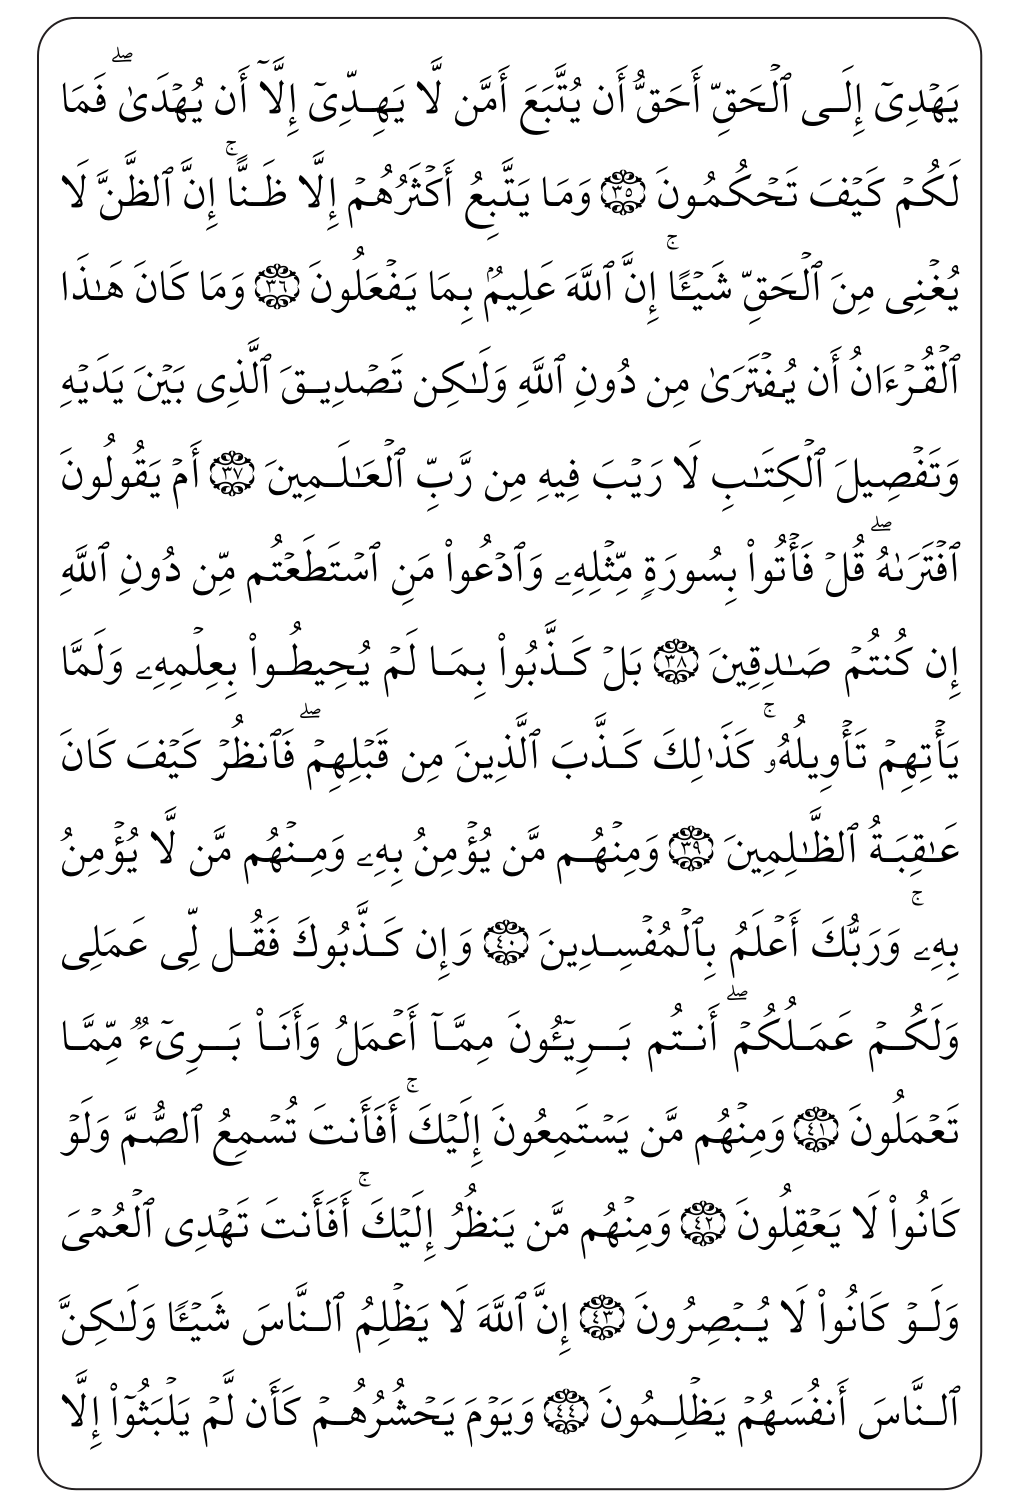 يَهۡدِيٓ إِلَى ٱلۡحَقِّ أَحَقُّ أَن يُتَّبَعَ أَمَّن لَّا يَهِدِّيٓ إِلَّآ أَن يُهۡدَىٰۖ فَمَا
لَكُمۡ كَيۡفَ تَحۡكُمُونَ ٣٥ وَمَا يَتَّبِعُ أَكۡثَرُهُمۡ إِلَّا ظَنًّاۚ إِنَّ ٱلظَّنَّ لَا
يُغۡنِي مِنَ ٱلۡحَقِّ شَيۡـًٔاۚ إِنَّ ٱللَّهَ عَلِيمُۢ بِمَا يَفۡعَلُونَ ٣٦ وَمَا كَانَ هَٰذَا
ٱلۡقُرۡءَانُ أَن يُفۡتَرَىٰ مِن دُونِ ٱللَّهِ وَلَٰكِن تَصۡدِيقَ ٱلَّذِي بَيۡنَ يَدَيۡهِ
وَتَفۡصِيلَ ٱلۡكِتَٰبِ لَا رَيۡبَ فِيهِ مِن رَّبِّ ٱلۡعَٰلَمِينَ ٣٧ أَمۡ يَقُولُونَ
ٱفۡتَرَىٰهُۖ قُلۡ فَأۡتُواْ بِسُورَةٖ مِّثۡلِهِۦ وَٱدۡعُواْ مَنِ ٱسۡتَطَعۡتُم مِّن دُونِ ٱللَّهِ
إِن كُنتُمۡ صَٰدِقِينَ ٣٨ بَلۡ كَذَّبُواْ بِمَا لَمۡ يُحِيطُواْ بِعِلۡمِهِۦ وَلَمَّا
يَأۡتِهِمۡ تَأۡوِيلُهُۥۚ كَذَٰلِكَ كَذَّبَ ٱلَّذِينَ مِن قَبۡلِهِمۡۖ فَٱنظُرۡ كَيۡفَ كَانَ
عَٰقِبَةُ ٱلظَّٰلِمِينَ ٣٩ وَمِنۡهُم مَّن يُؤۡمِنُ بِهِۦ وَمِنۡهُم مَّن لَّا يُؤۡمِنُ
بِهِۦۚ وَرَبُّكَ أَعۡلَمُ بِٱلۡمُفۡسِدِينَ ٤٠ وَإِن كَذَّبُوكَ فَقُل لِّي عَمَلِي
وَلَكُمۡ عَمَلُكُمۡۖ أَنتُم بَرِيٓـُٔونَ مِمَّآ أَعۡمَلُ وَأَنَا۠ بَرِيٓءٞ مِّمَّا
تَعۡمَلُونَ ٤١ وَمِنۡهُم مَّن يَسۡتَمِعُونَ إِلَيۡكَۚ أَفَأَنتَ تُسۡمِعُ ٱلصُّمَّ وَلَوۡ
كَانُواْ لَا يَعۡقِلُونَ ٤٢ وَمِنۡهُم مَّن يَنظُرُ إِلَيۡكَۚ أَفَأَنتَ تَهۡدِي ٱلۡعُمۡيَ
وَلَوۡ كَانُواْ لَا يُبۡصِرُونَ ٤٣ إِنَّ ٱللَّهَ لَا يَظۡلِمُ ٱلنَّاسَ شَيۡـٔٗا وَلَٰكِنَّ
ٱلنَّاسَ أَنفُسَهُمۡ يَظۡلِمُونَ ٤٤ وَيَوۡمَ يَحۡشُرُهُمۡ كَأَن لَّمۡ يَلۡبَثُوٓاْ إِلَّا